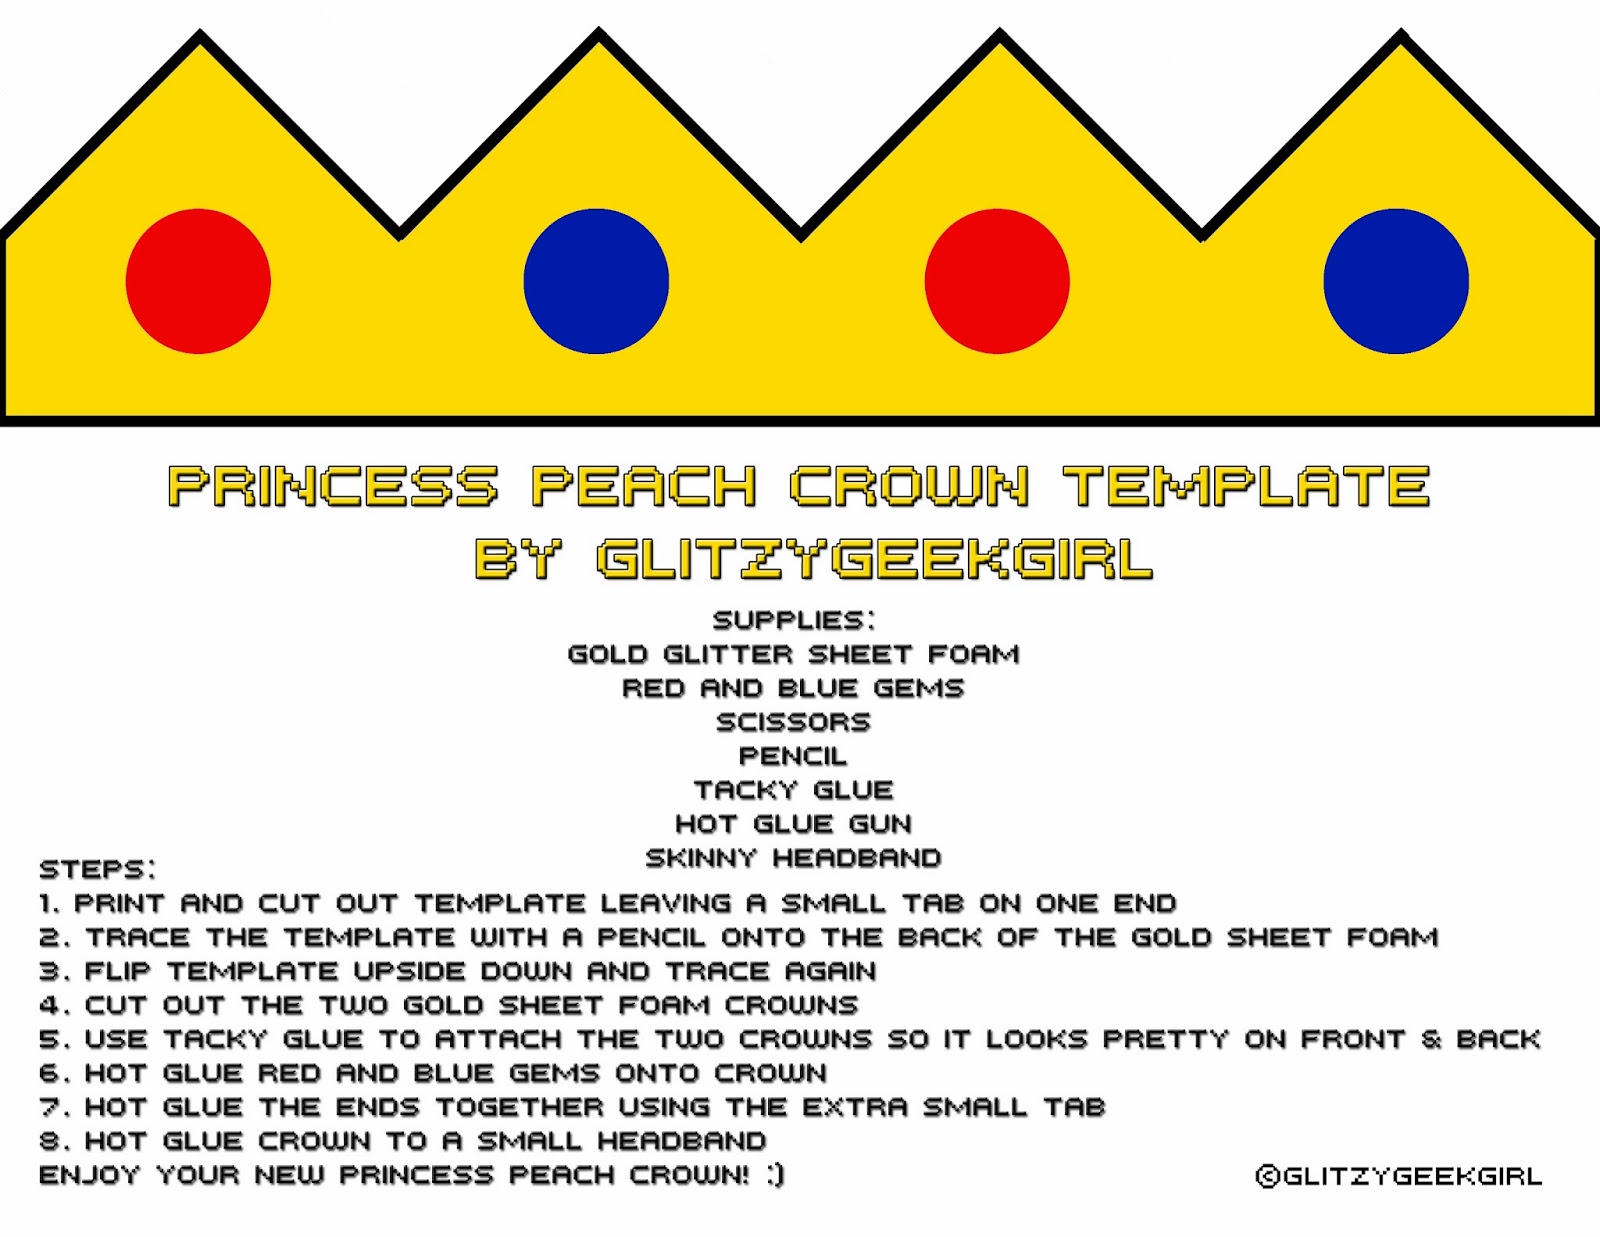 PRINCESS PEACH CROWN TEMPLATE
BY GLITZYGEEKGIRL
SUPPLIES:
GOLD GLITTER SHEET FOAM
RED AND BLUE GEMS
SCISSORS
PENCIL
TACKY GLUE
HOT GLUE GUN
SKINNY HEADBAND
STEPS:
1. PRINT AND CUT OUT TEMPLATE LEAVING A SMALL TAB ON ONE END
2. TRACE THE TEMPLATE WITH A PENCIL ONTO THE BACK OF THE GOLD SHEET FOAM
3. FLIP TEMPLATE UPSIDE DOWN AND TRACE AGAIN
4. CUT OUT THE TWO GOLD SHEET FOAM CROWNS
5. USE TACKY GLUE TO ATTACH THE TWO CROWNS SO IT LOOKS PRETTY ON FRONT & BACK
6. HOT GLUE RED AND BLUE GEMS ONTO CROWN
7. HOT GLUE THE ENDS TOGETHER USING THE EXTRA SMALL TAB
8. HOT GLUE CROWN TO A SMALL HEADBAND
ENJOY YOUR NEW PRINCESS PEACH CROWN! :)
©GLITZYGEEKGIRL